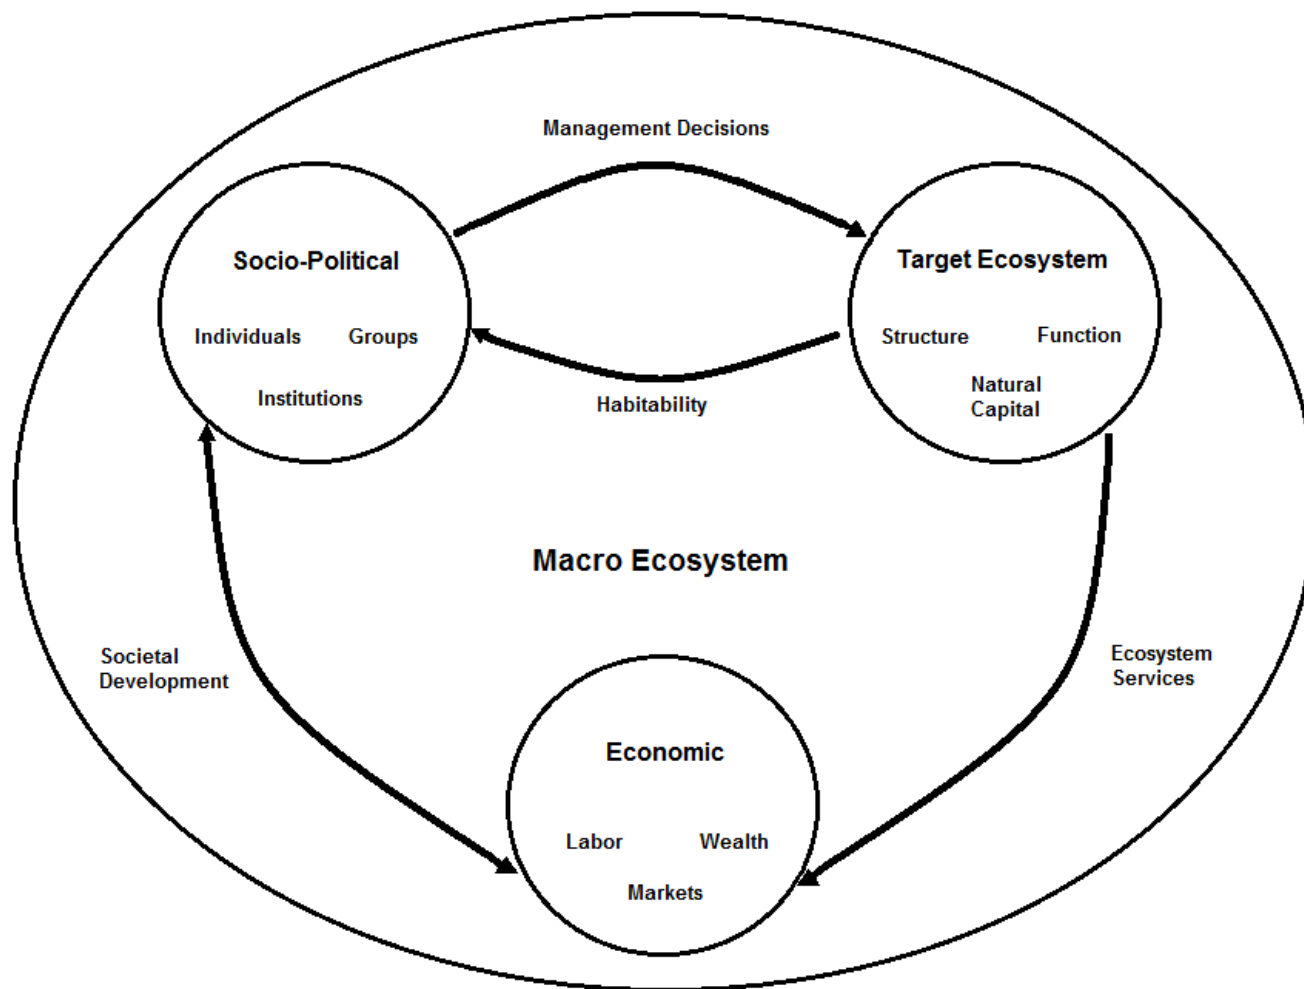 Management Decisions
Socio-Political
Individuals
Groups
Institutions
Target Ecosystem
Structure
Function
Natural
Capital
Habitability
Macro Ecosystem
Societal
Development
Ecosystem
Services
Economic
Labor
Wealth
Markets